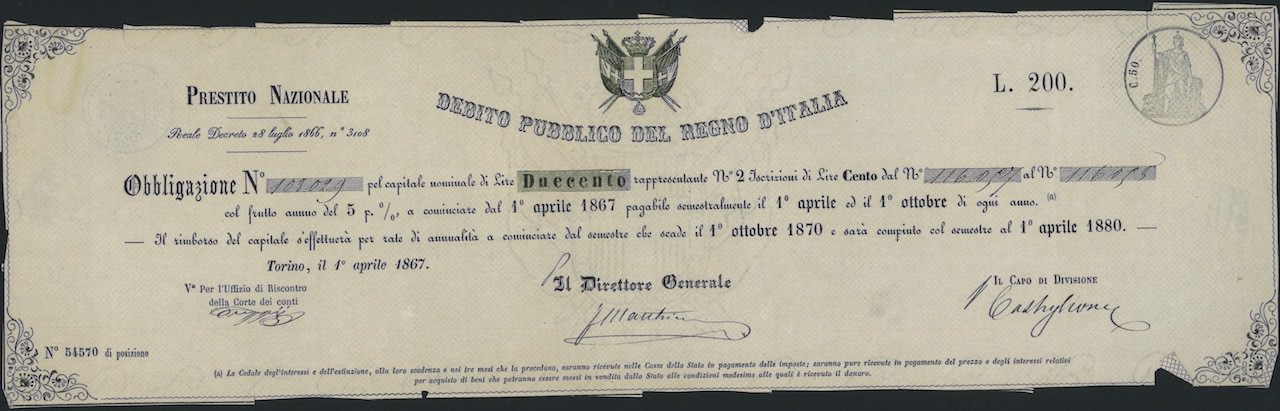 PRESTITO NAZIONALE
Reale Decreto 28 luglio 1866, n° 3108
DEBITO PUBBLICO DEL REGNO D'ITALIA
L. 200.
C. 50.
Obbligazione N° 108029 pel capitale nominale di Lire Duecento rappresentante N° 2 Iscrizioni di Lire Cento dal N° 116057 al N° 116058
col frutto annuo del 5 p. %, a cominciare dal 1° aprile 1867 pagabile semestralmente il 1° aprile ed il 1° ottobre di ogni anno. (a)
— Il rimborso del capitale s'effettuerà per rate di annualità a cominciare dal semestre che scade il 1° ottobre 1870 e sarà compiuto col semestre al 1° aprile 1880. —
Torino, il 1° aprile 1867.
V° Per l'Uffizio di Riscontro
della Corte dei conti
Il Direttore Generale
IL CAPO DI DIVISIONE
N° 54570 di posizione
(a) Le Cedole degl'interessi e dell'estinzione, alla loro scadenza e nei tre mesi che la precedono, saranno ricevute nelle Casse dello Stato in pagamento delle imposte; saranno pure ricevute in pagamento del prezzo e degli interessi relativi
per acquisto di beni che potranno essere messi in vendita dallo Stato alle condizioni medesime alle quali è ricevuto il danaro.